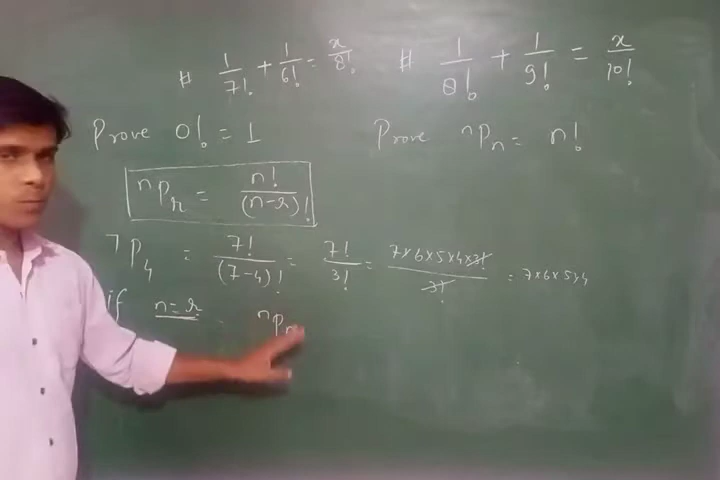 # 1/7! + 1/6! = x/8! # 1/8! + 1/9! = x/10!
Prove 0! = 1 Prove ⁿPₙ = n!
ⁿPᵣ = n!/(n-r)!
⁷P₄ = 7!/(7-4)! = 7!/3! = 7×6×5×4×3!/3! = 7×6×5×4
if n=r ⁿPₙ